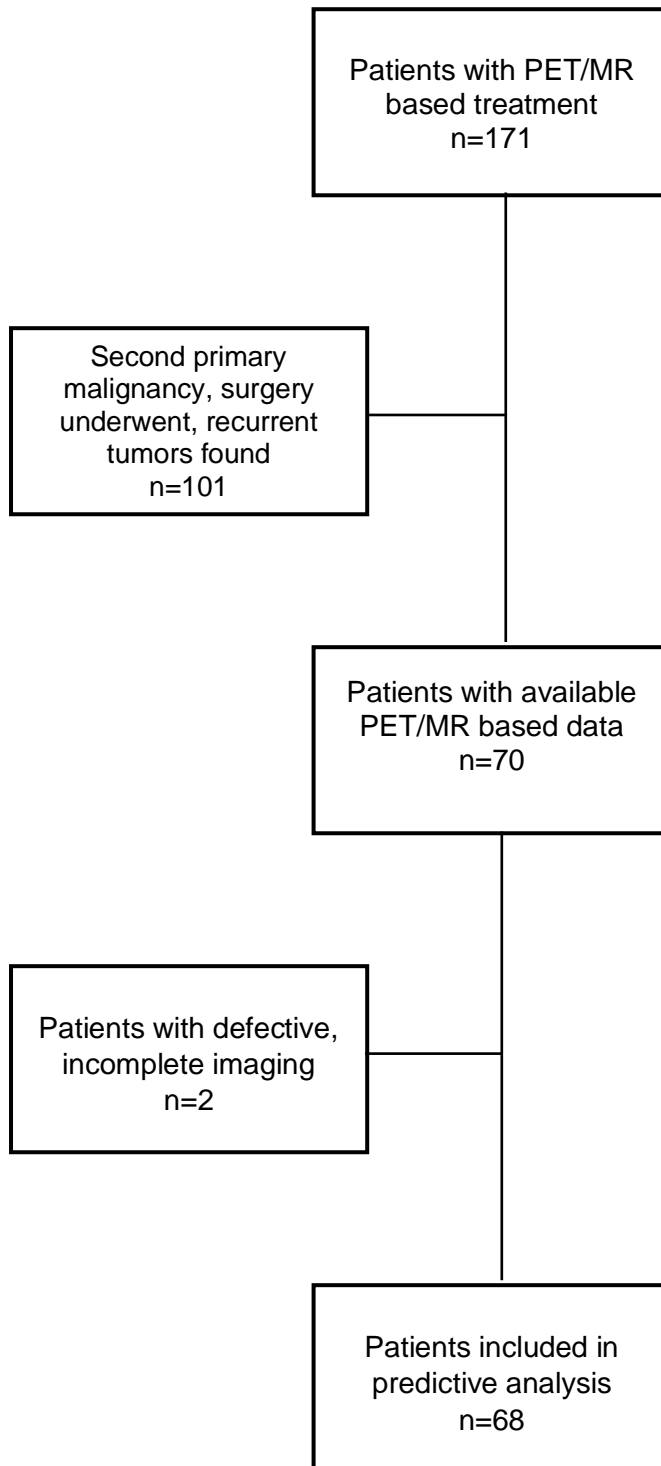 Patients with PET/MR
based treatment
n=171
Second primary
malignancy, surgery
underwent, recurrent
tumors found
n=101
Patients with available
PET/MR based data
n=70
Patients with defective,
incomplete imaging
n=2
Patients included in
predictive analysis
n=68